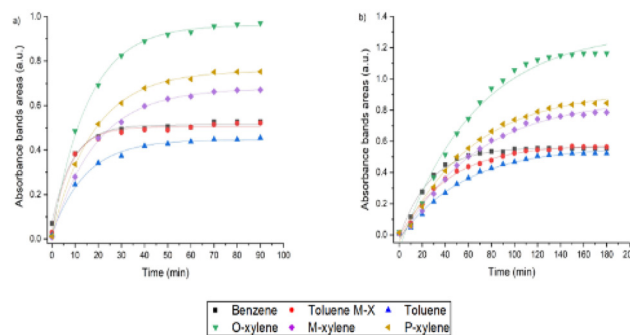 a)
b)
Absorbance bands areas (a.u.)
1.0
0.8
0.6
0.4
0.2
0.0
0 10 20 30 40 50 60 70 80 90 100
Time (min)
Absorbance bands areas (a.u.)
1.4
1.2
1.0
0.8
0.6
0.4
0.2
0.0
0 20 40 60 80 100 120 140 160 180 200
Time (min)
Benzene Toluene M-X Toluene
O-xylene M-xylene P-xylene